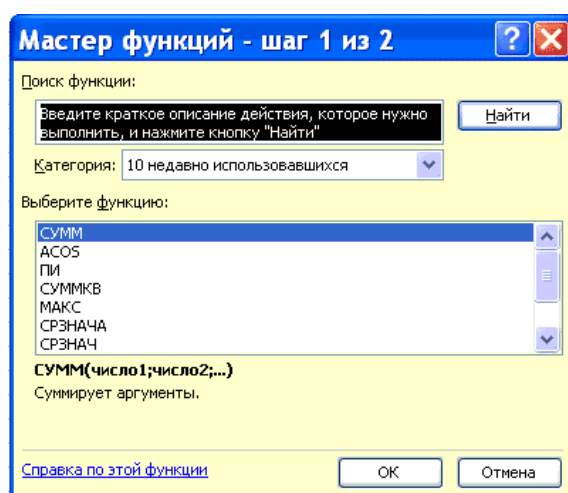 Мастер функций - шаг 1 из 2
Поиск функции:
Введите краткое описание действия, которое нужно
выполнить, и нажмите кнопку "Найти"
Найти
Категория: 10 недавно использовавшихся
Выберите функцию:
СУММ
ACOS
ПИ
СУММКВ
МАКС
СРЗНАЧА
СРЗНАЧ
СУММ(число1;число2;...)
Суммирует аргументы.
Справка по этой функции
ОК
Отмена